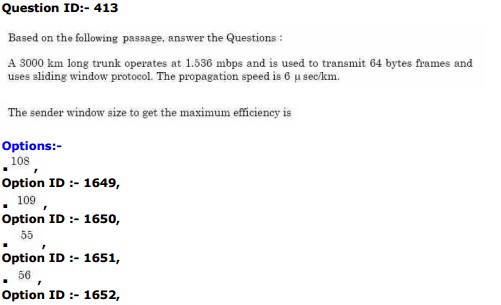 Question ID:- 413
Based on the following passage, answer the Questions :
A 3000 km long trunk operates at 1.536 mbps and is used to transmit 64 bytes frames and
uses sliding window protocol. The propagation speed is 6 μ sec/km.
The sender window size to get the maximum efficiency is
Options:-
▪ 108 ,
Option ID :- 1649,
▪ 109 ,
Option ID :- 1650,
▪ 55 ,
Option ID :- 1651,
▪ 56 ,
Option ID :- 1652,